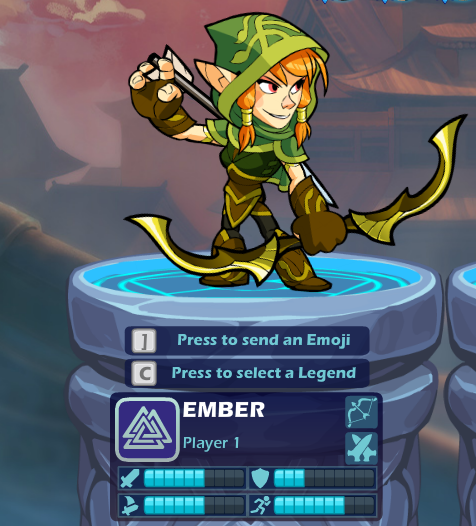 J Press to send an Emoji
C Press to select a Legend
EMBER
Player 1